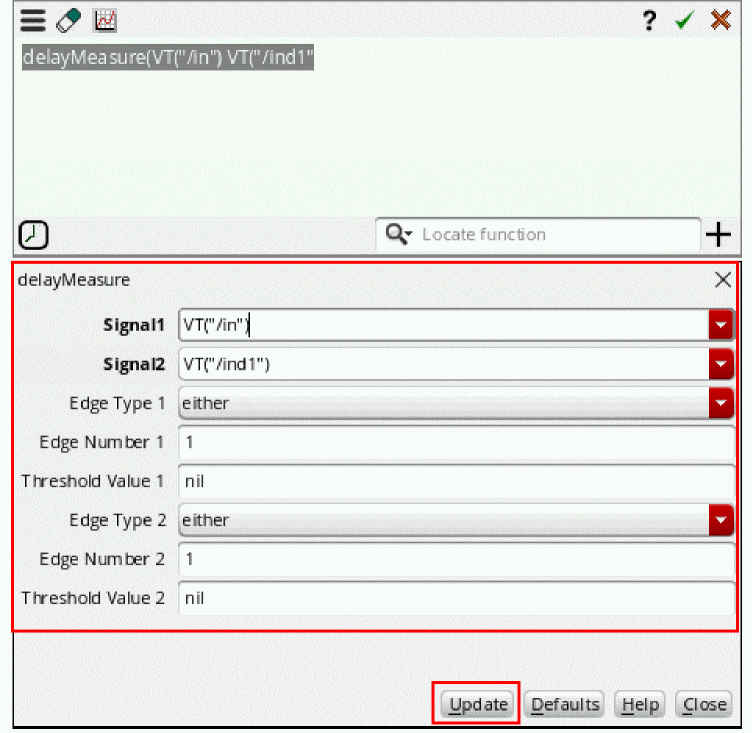 ?
delayMeasure(VT("/in") VT("/ind1"
Locate function
delayMeasure
Signal1 VT("/in")
Signal2 VT("/ind1")
Edge Type 1 either
Edge Number 1 1
Threshold Value 1 nil
Edge Type 2 either
Edge Number 2 1
Threshold Value 2 nil
Update Defaults Help Close